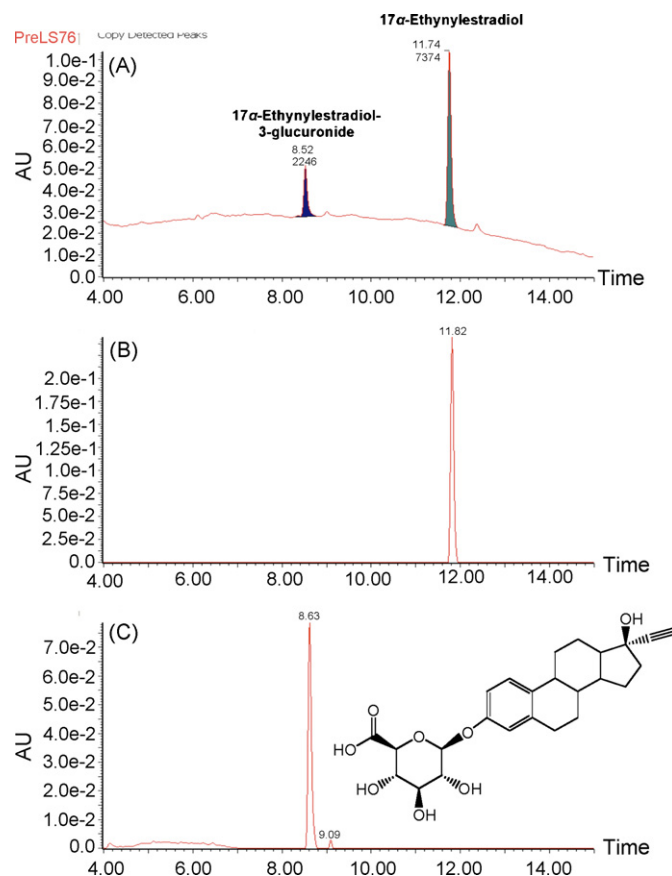 17α-Ethynylestradiol
PreLS76
Copy Detected Peaks
(A)
11.74
7374
17α-Ethynylestradiol-
3-glucuronide
8.52
2246
1.0e-1
9.0e-2
8.0e-2
7.0e-2
6.0e-2
5.0e-2
4.0e-2
3.0e-2
2.0e-2
1.0e-2
0.0
AU
Time
4.00 6.00 8.00 10.00 12.00 14.00
(B)
11.82
2.0e-1
1.75e-1
1.50e-1
1.25e-1
1.0e-1
7.5e-2
5.0e-2
2.5e-2
0.0
AU
Time
4.00 6.00 8.00 10.00 12.00 14.00
(C)
8.63
9.09
7.0e-2
6.0e-2
5.0e-2
4.0e-2
3.0e-2
2.0e-2
1.0e-2
0.0
AU
OH
O
HO
O
O
HO
OH
OH
Time
4.00 6.00 8.00 10.00 12.00 14.00